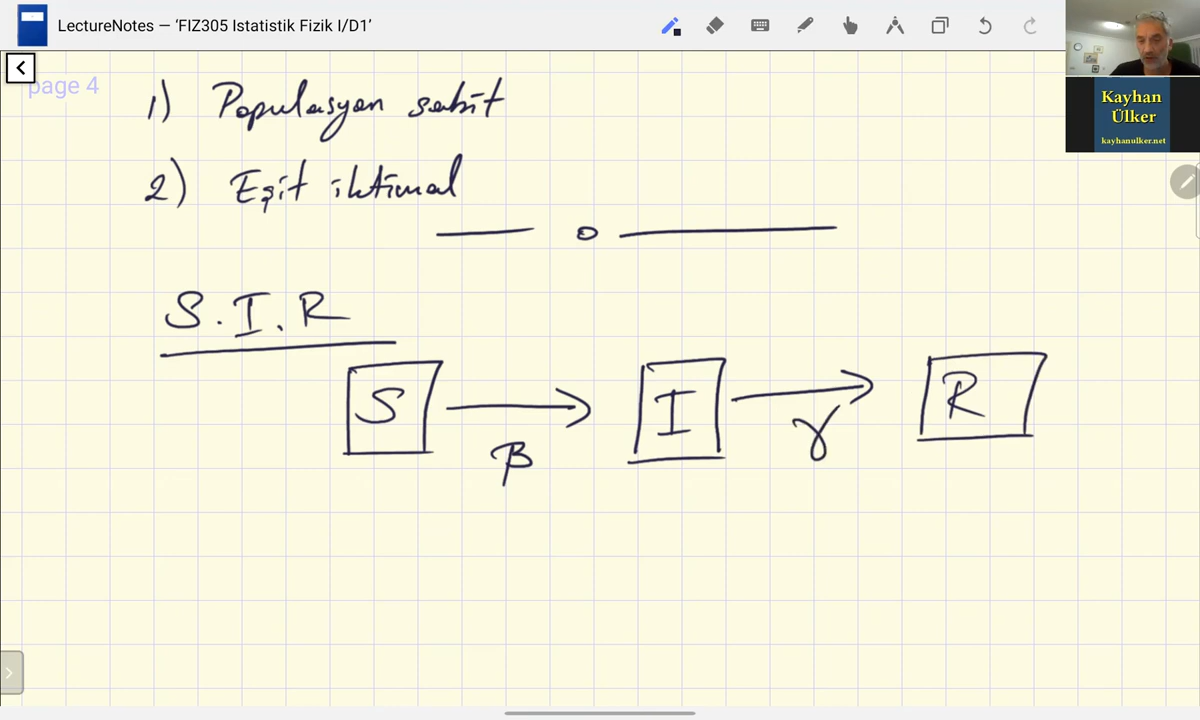 LectureNotes — ‘FIZ305 Istatistik Fizik I/D1’
page 4
Kayhan
Ülker
kayhanulker.net
1) Populasyon sabit
2) Eşit ihtimal
S.I.R
S β I γ R